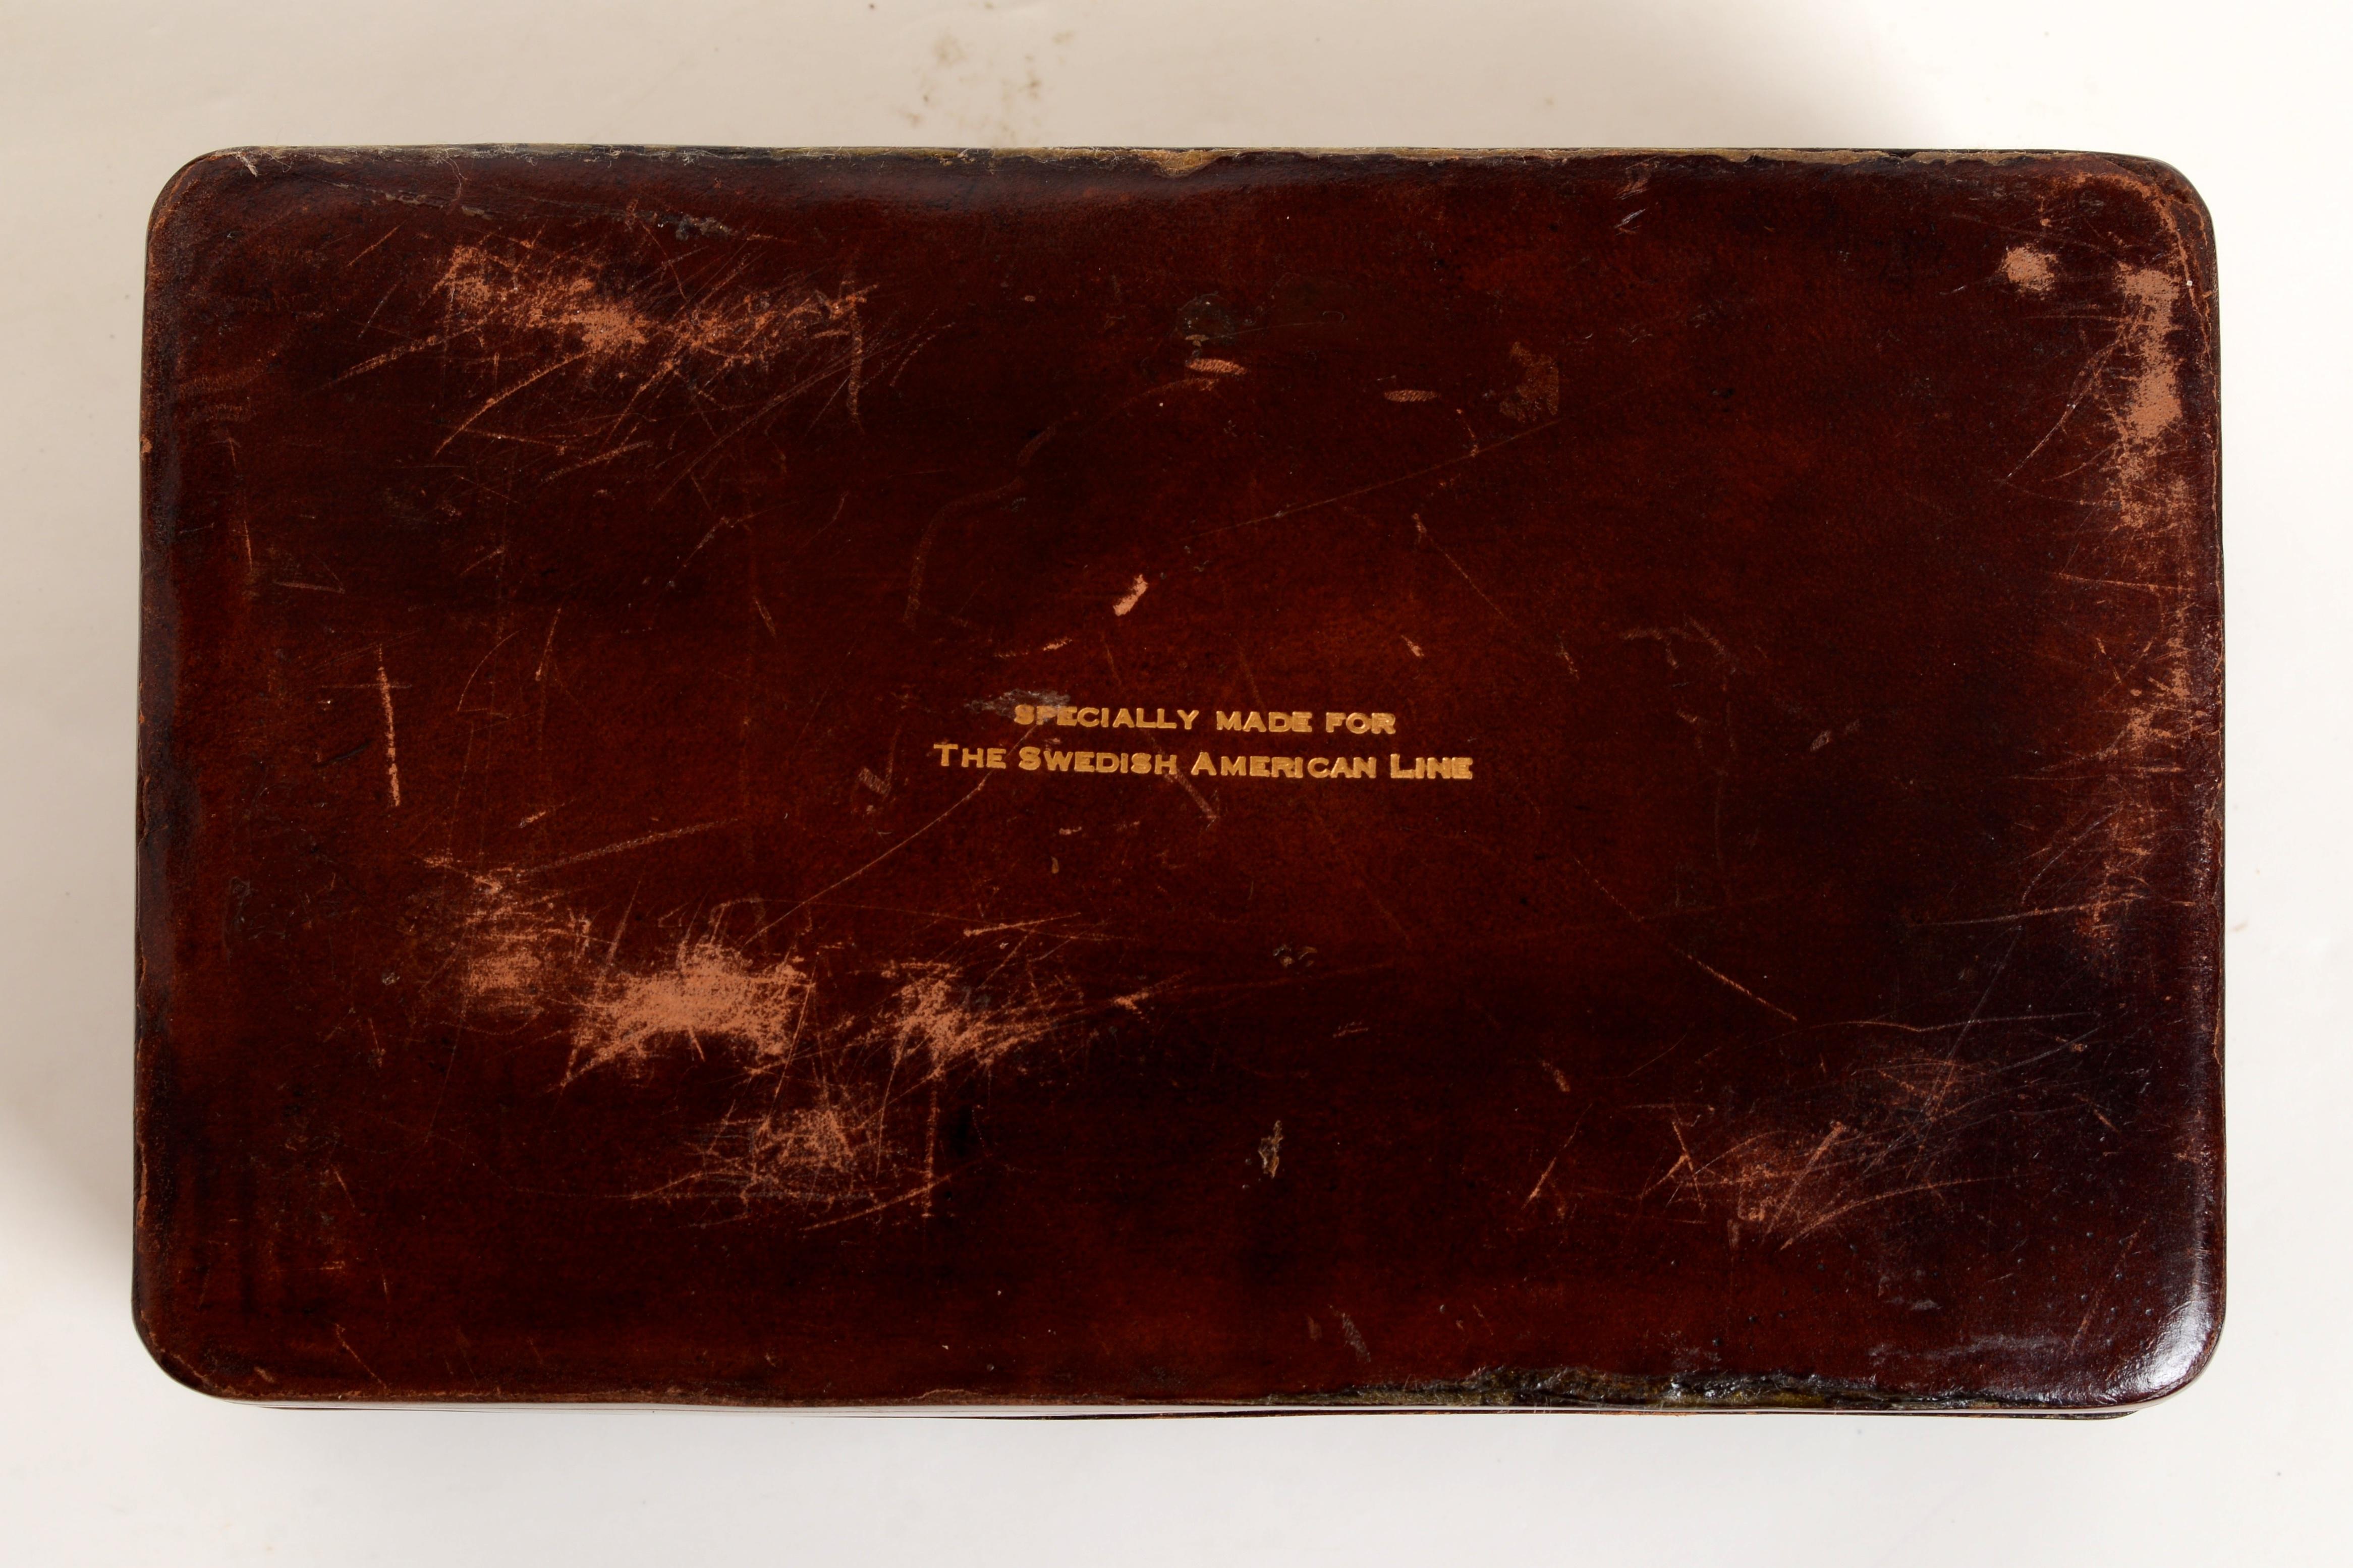 SPECIALLY MADE FOR
THE SWEDISH AMERICAN LINE